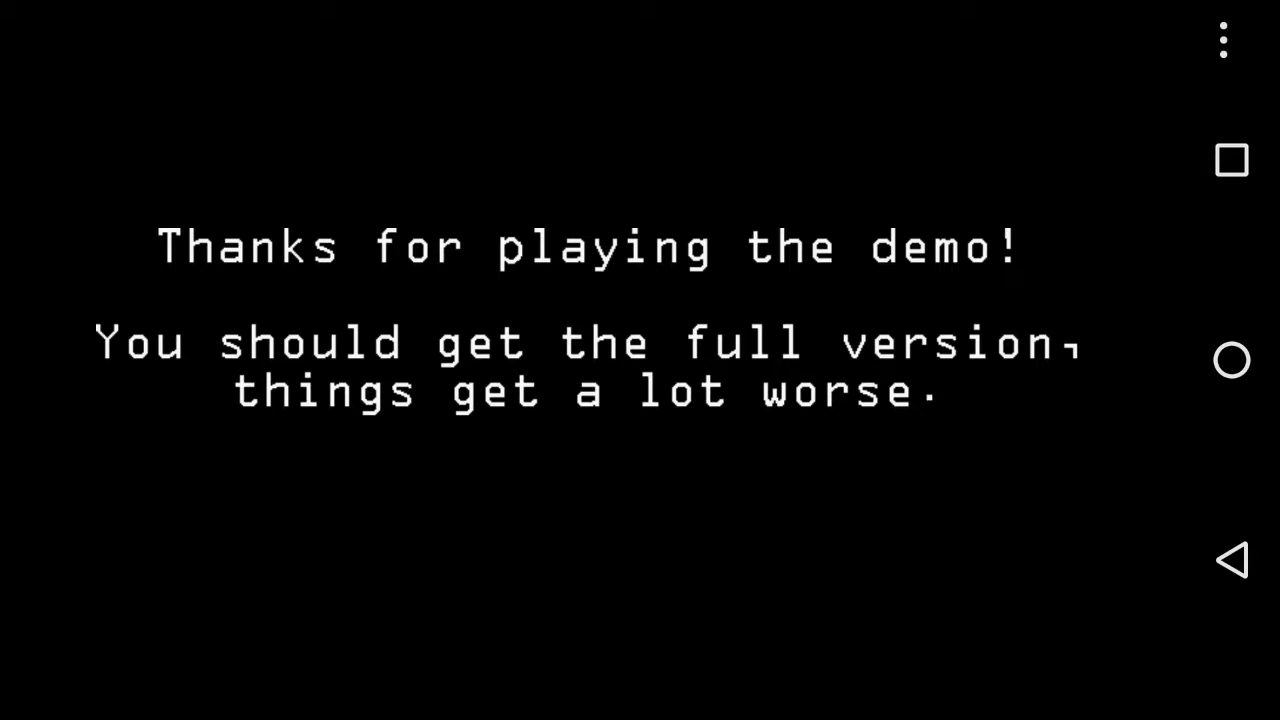 Thanks for playing the demo!
You should get the full version,
things get a lot worse.